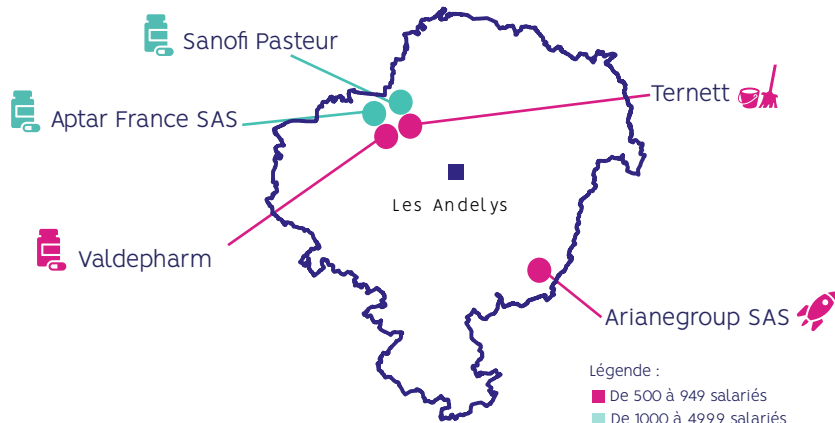 Sanofi Pasteur
Aptar France SAS
Ternett
Les Andelys
Valdepharm
Arianegroup SAS
Légende :
De 500 à 949 salariés
De 1000 à 4999 salariés